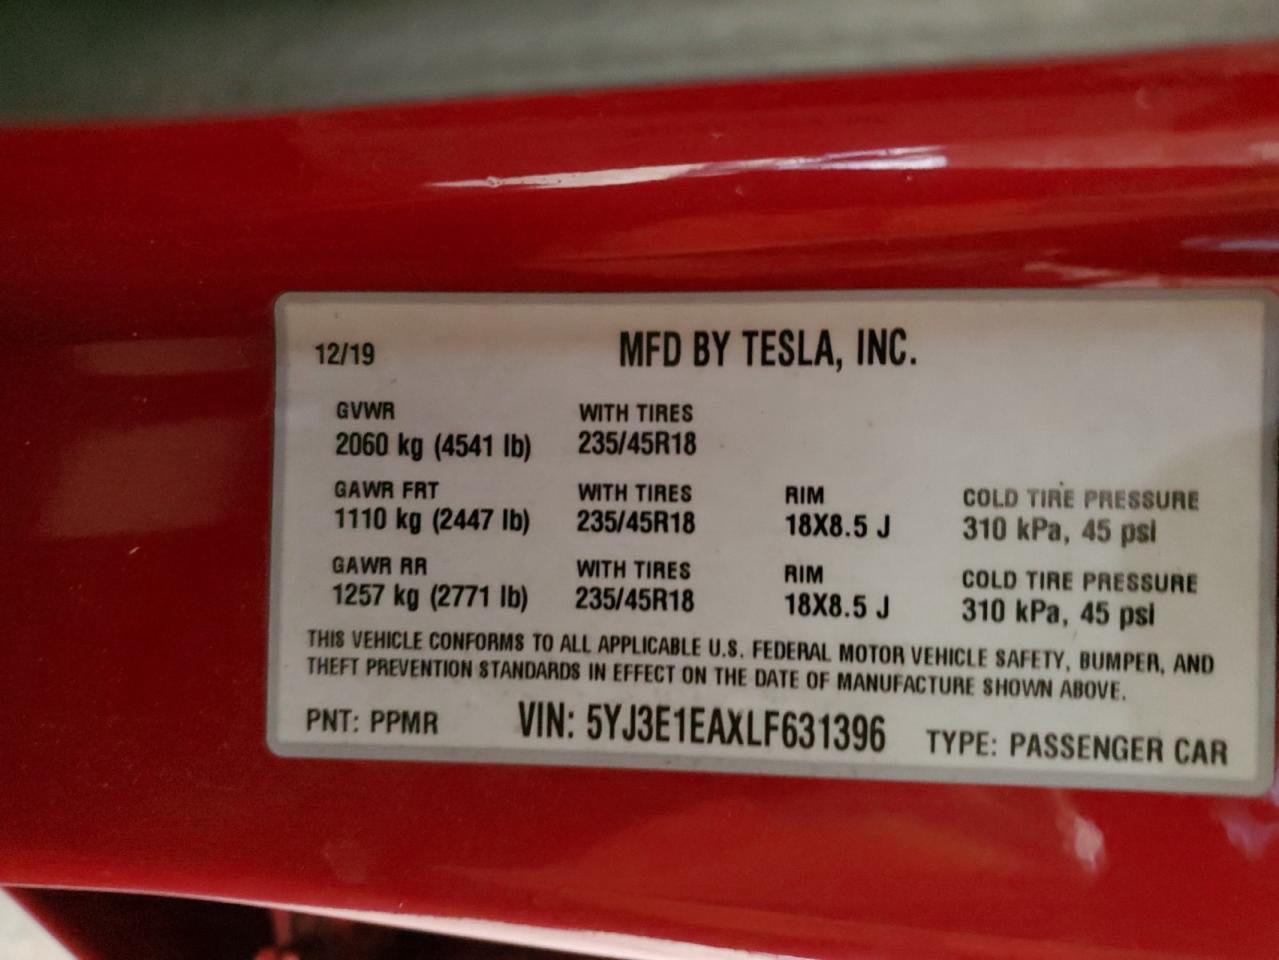 12/19 MFD BY TESLA, INC.
GVWR WITH TIRES
2060 kg (4541 lb) 235/45R18
GAWR FRT WITH TIRES RIM COLD TIRE PRESSURE
1110 kg (2447 lb) 235/45R18 18X8.5 J 310 kPa, 45 psi
GAWR RR WITH TIRES RIM COLD TIRE PRESSURE
1257 kg (2771 lb) 235/45R18 18X8.5 J 310 kPa, 45 psi
THIS VEHICLE CONFORMS TO ALL APPLICABLE U.S. FEDERAL MOTOR VEHICLE SAFETY, BUMPER, AND
THEFT PREVENTION STANDARDS IN EFFECT ON THE DATE OF MANUFACTURE SHOWN ABOVE.
PNT: PPMR VIN: 5YJ3E1EAXLF631396 TYPE: PASSENGER CAR